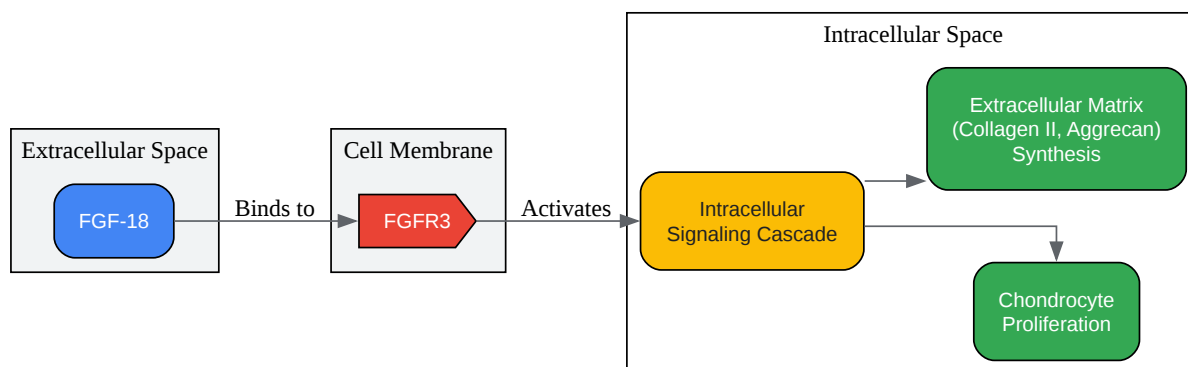 Extracellular Space
FGF-18
Binds to
Cell Membrane
FGFR3
Activates
Intracellular Space
Intracellular
Signaling Cascade
Extracellular Matrix
(Collagen II, Aggrecan)
Synthesis
Chondrocyte
Proliferation